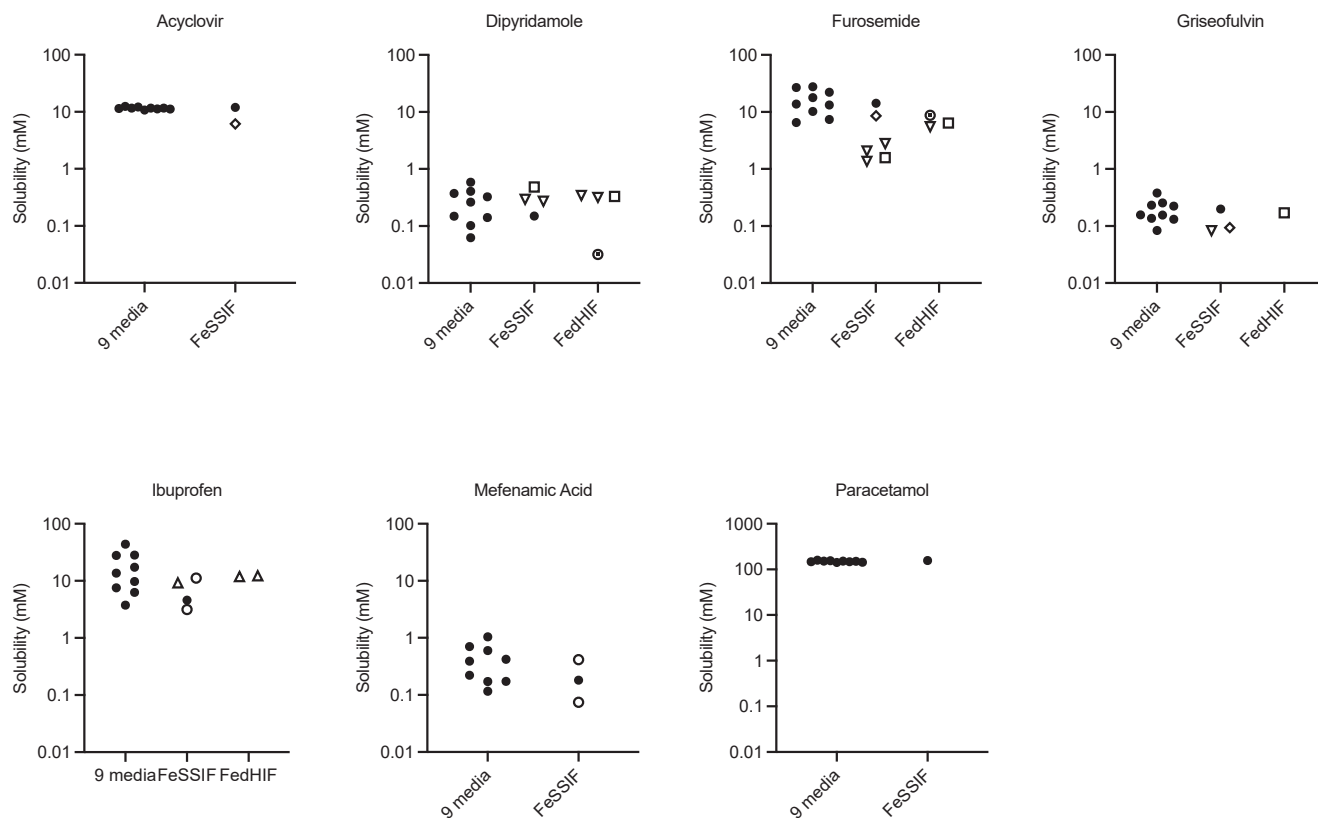 Acyclovir
Solubility (mM)
100
10
1
0.1
0.01
9 media
FeSSIF
Dipyridamole
Solubility (mM)
100
10
1
0.1
0.01
9 media
FeSSIF
FedHIF
Furosemide
Solubility (mM)
100
10
1
0.1
0.01
9 media
FeSSIF
FedHIF
Griseofulvin
Solubility (mM)
100
10
1
0.1
0.01
9 media
FeSSIF
FedHIF
Ibuprofen
Solubility (mM)
100
10
1
0.1
0.01
9 media FeSSIF FedHIF
Mefenamic Acid
Solubility (mM)
100
10
1
0.1
0.01
9 media
FeSSIF
Paracetamol
Solubility (mM)
1000
100
10
1
0.1
0.01
9 media
FeSSIF